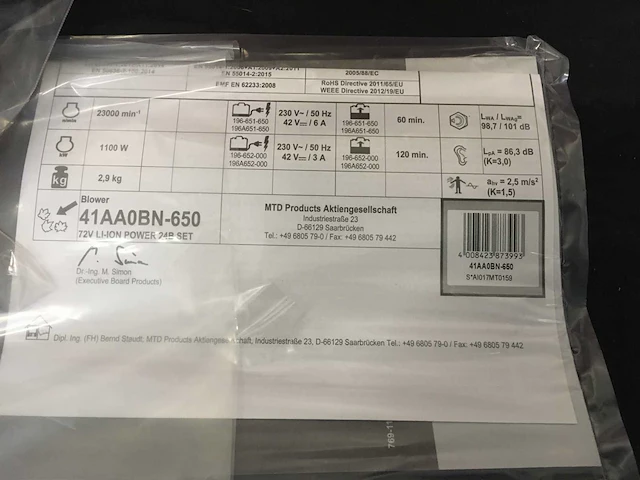 EN 55014-2:2015
EMF EN 62233:2008
2005/88/EC
RoHS Directive 2011/65/EU
WEEE Directive 2012/19/EU
23000 min⁻¹
196-651-650
196A651-650
230 V~ / 50 Hz
42 V⎓ / 6 A
196-651-650
196A651-650
60 min.
LWA / LWAG=
98,7 / 101 dB
kW
1100 W
196-652-000
196A652-000
230 V~ / 50 Hz
42 V⎓ / 3 A
196-652-000
196A652-000
120 min.
LpA = 86,3 dB
(K=3,0)
kg
2,9 kg
ahv = 2,5 m/s²
(K=1,5)
Blower
41AA0BN-650
72V LI-ION POWER 24B SET
MTD Products Aktiengesellschaft
Industriestraße 23
D-66129 Saarbrücken
Tel.: +49 6805 79-0 / Fax: +49 6805 79 442
4 008423 873993
41AA0BN-650
S*AI017MT0159
Dr.-Ing. M. Simon
(Executive Board Products)
Dipl. Ing. (FH) Bernd Staudt; MTD Products Aktiengesellschaft, Industriestraße 23, D-66129 Saarbrücken Tel.: +49 6805 79-0 / Fax: +49 6805 79 442